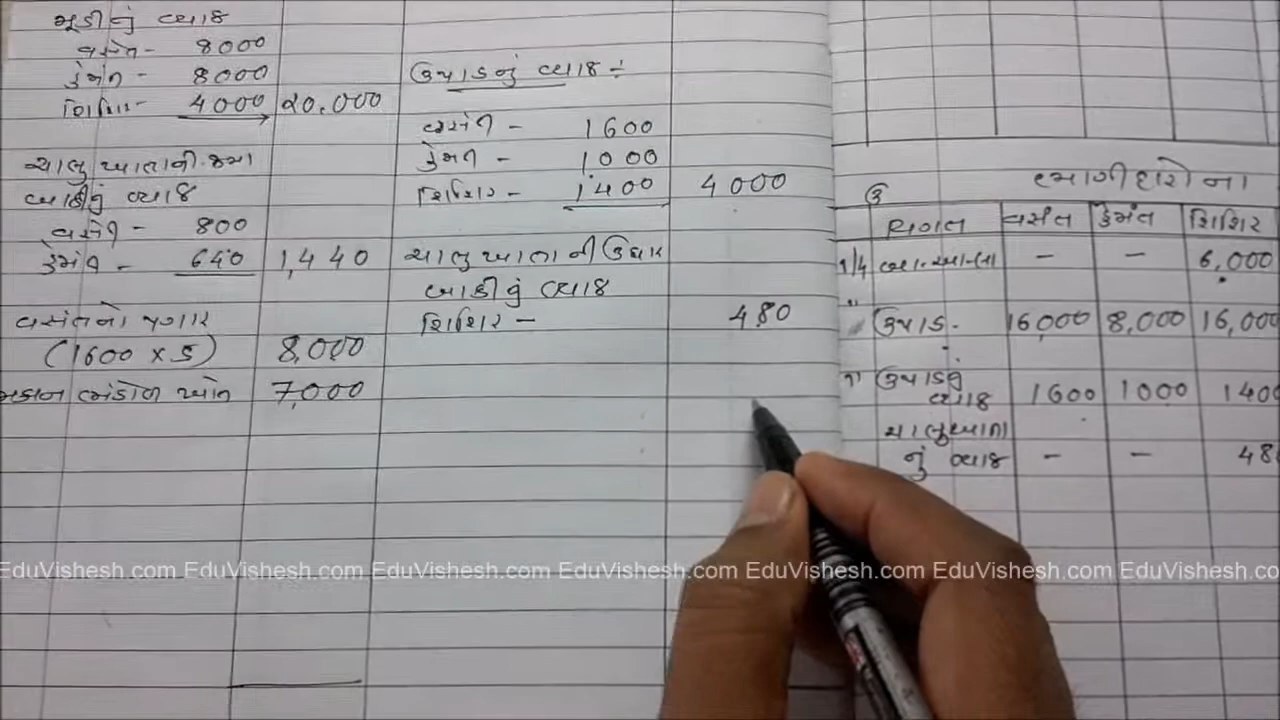 મૂડીનું વ્યાજ
વસંત- 8000
હેમંત- 8000
શિશિર- 4000 20,000
ચાલુ ખાતાની જમા
બાકીનું વ્યાજ
વસંત- 800
હેમંત- 640 1,440
વસંતનો પગાર
(1600 × 5) 8,000
મકાન ભંડોળ ખાતે 7,000
ઉપાડનું વ્યાજ ÷
વસંત - 1600
હેમંત - 1000
શિશિર - 1400 4000
ચાલુ ખાતાની ઉધાર
બાકીનું વ્યાજ
શિશિર - 480
ઉ ભાગીદારોના
વિગત વસંત હેમંત શિશિર
1/4 બા. ખાતા - - 6,000
" ઉપાડ - 16,000 8,000 16,000
" ઉપાડનું
વ્યાજ 1600 1000 1400
ચાલુ ખાતા
નું વ્યાજ - - 48
EduVishesh.com EduVishesh.com EduVishesh.com EduVishesh.com EduVishesh.com EduVishesh.com EduVishesh.com